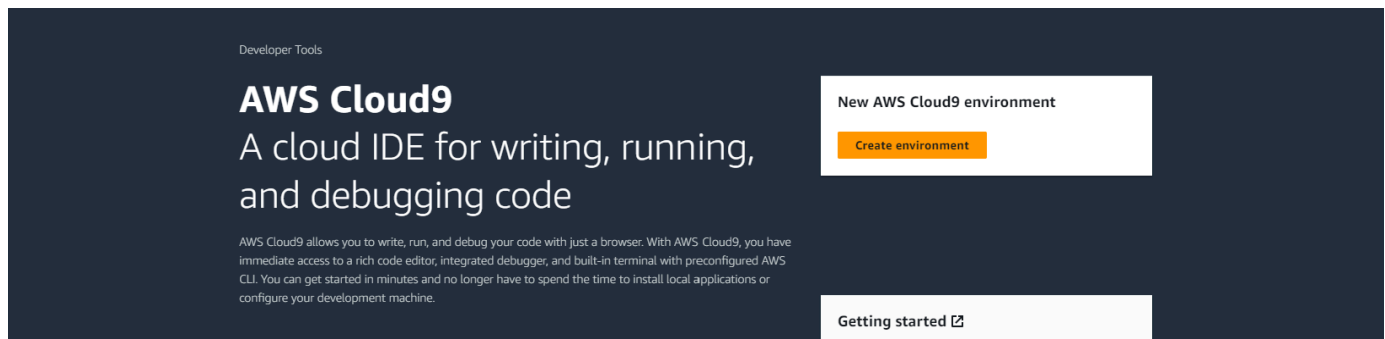 Developer Tools
AWS Cloud9
A cloud IDE for writing, running,
and debugging code
AWS Cloud9 allows you to write, run, and debug your code with just a browser. With AWS Cloud9, you have
immediate access to a rich code editor, integrated debugger, and built-in terminal with preconfigured AWS
CLI. You can get started in minutes and no longer have to spend the time to install local applications or
configure your development machine.
New AWS Cloud9 environment
Create environment
Getting started